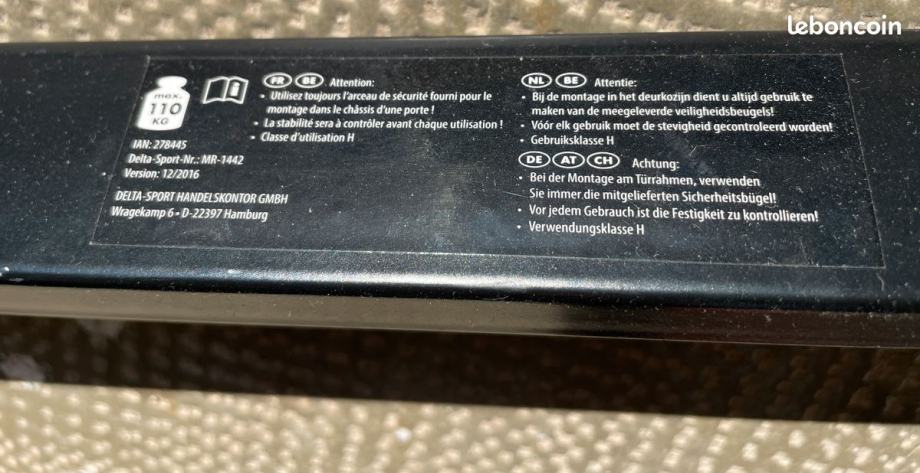 leboncoin
max.
110
KG
IAN: 278445
Delta-Sport-Nr.: MR-1442
Version: 12/2016
DELTA-SPORT HANDELSKONTOR GMBH
Wragekamp 6 • D-22397 Hamburg
FR BE Attention:
• Utilisez toujours l'arceau de sécurité fourni pour le
montage dans le châssis d'une porte !
• La stabilité sera à contrôler avant chaque utilisation !
• Classe d'utilisation H
NL BE Attentie:
• Bij de montage in het deurkozijn dient u altijd gebruik te
maken van de meegeleverde veiligheidsbeugels!
• Vóór elk gebruik moet de stevigheid gecontroleerd worden!
• Gebruiksklasse H
DE AT CH Achtung:
• Bei der Montage am Türrahmen, verwenden
Sie immer die mitgelieferten Sicherheitsbügel!
• Vor jedem Gebrauch ist die Festigkeit zu kontrollieren!
• Verwendungsklasse H